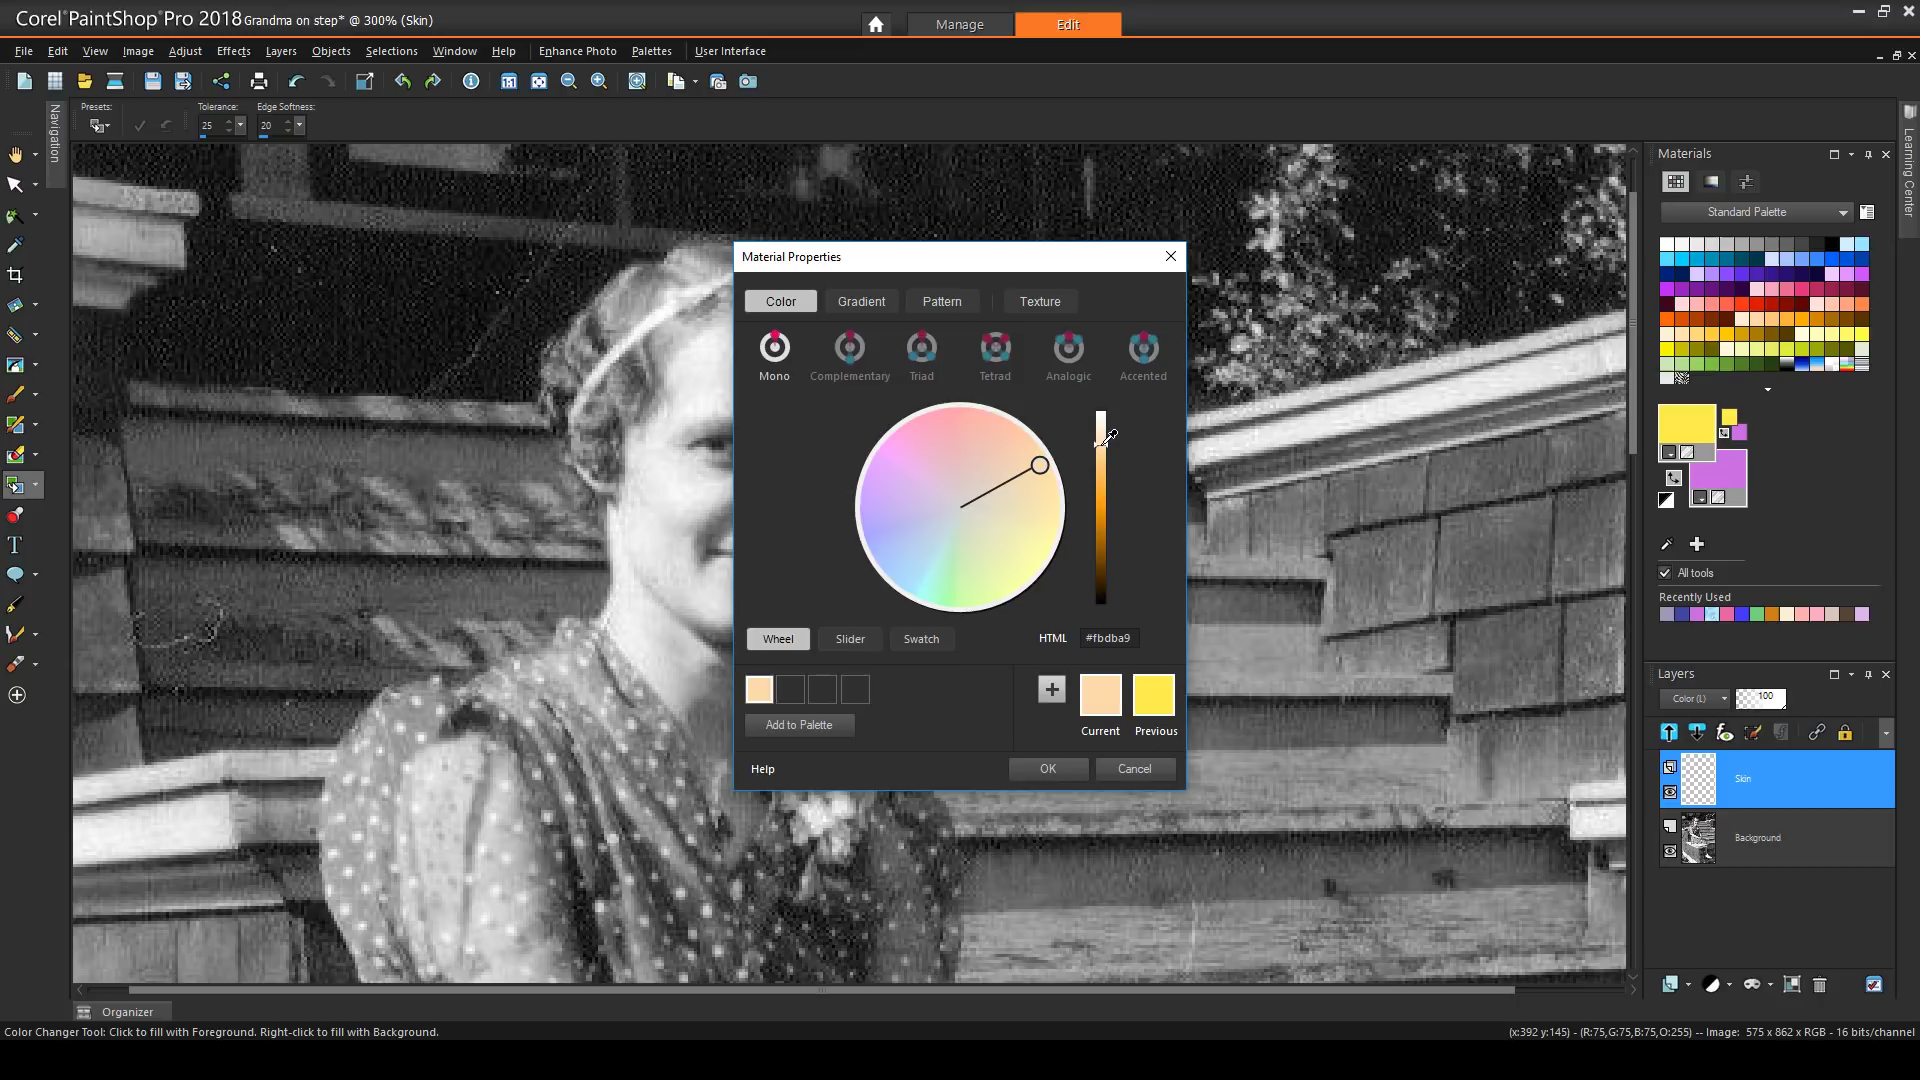 Corel® PaintShop® Pro 2018 Grandma on step* @ 300% (Skin)
Manage
Edit
File Edit View Image Adjust Effects Layers Objects Selections Window Help Enhance Photo Palettes User Interface
1:1
Presets: Tolerance: Edge Softness:
25 20
Navigation
Learning Center
Materials
Standard Palette
All tools
Recently Used
Material Properties
Color Gradient Pattern Texture
Mono Complementary Triad Tetrad Analogic Accented
Wheel Slider Swatch HTML #fbdba9
Add to Palette
Current Previous
Help OK Cancel
Layers
Color (L) 100
Skin
Background
Organizer
Color Changer Tool: Click to fill with Foreground. Right-click to fill with Background.
(x:392 y:145) - (R:75,G:75,B:75,O:255) -- Image: 575 x 862 x RGB - 16 bits/channel